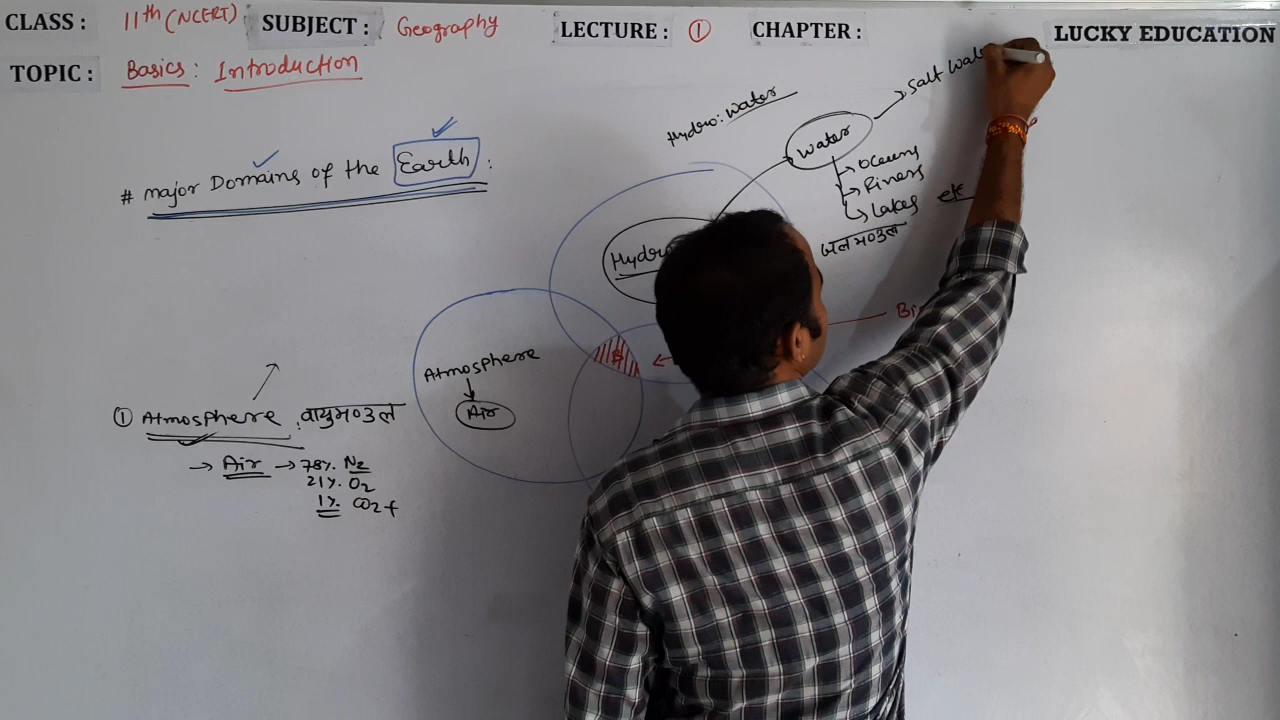 CLASS : 11th (NCERT) SUBJECT : Geography LECTURE : ① CHAPTER : LUCKY EDUCATION
TOPIC : Basics : Introduction
# major Domains of the Earth :
Hydro : water
water
Salt Wat
Oceans
Rivers
Lakes etc
जलमण्डल
Hydro
Bi
Atmosphere
Air
① Atmosphere , वायुमण्डल
→ Air → 78% N₂
21% O₂
1% CO₂ +